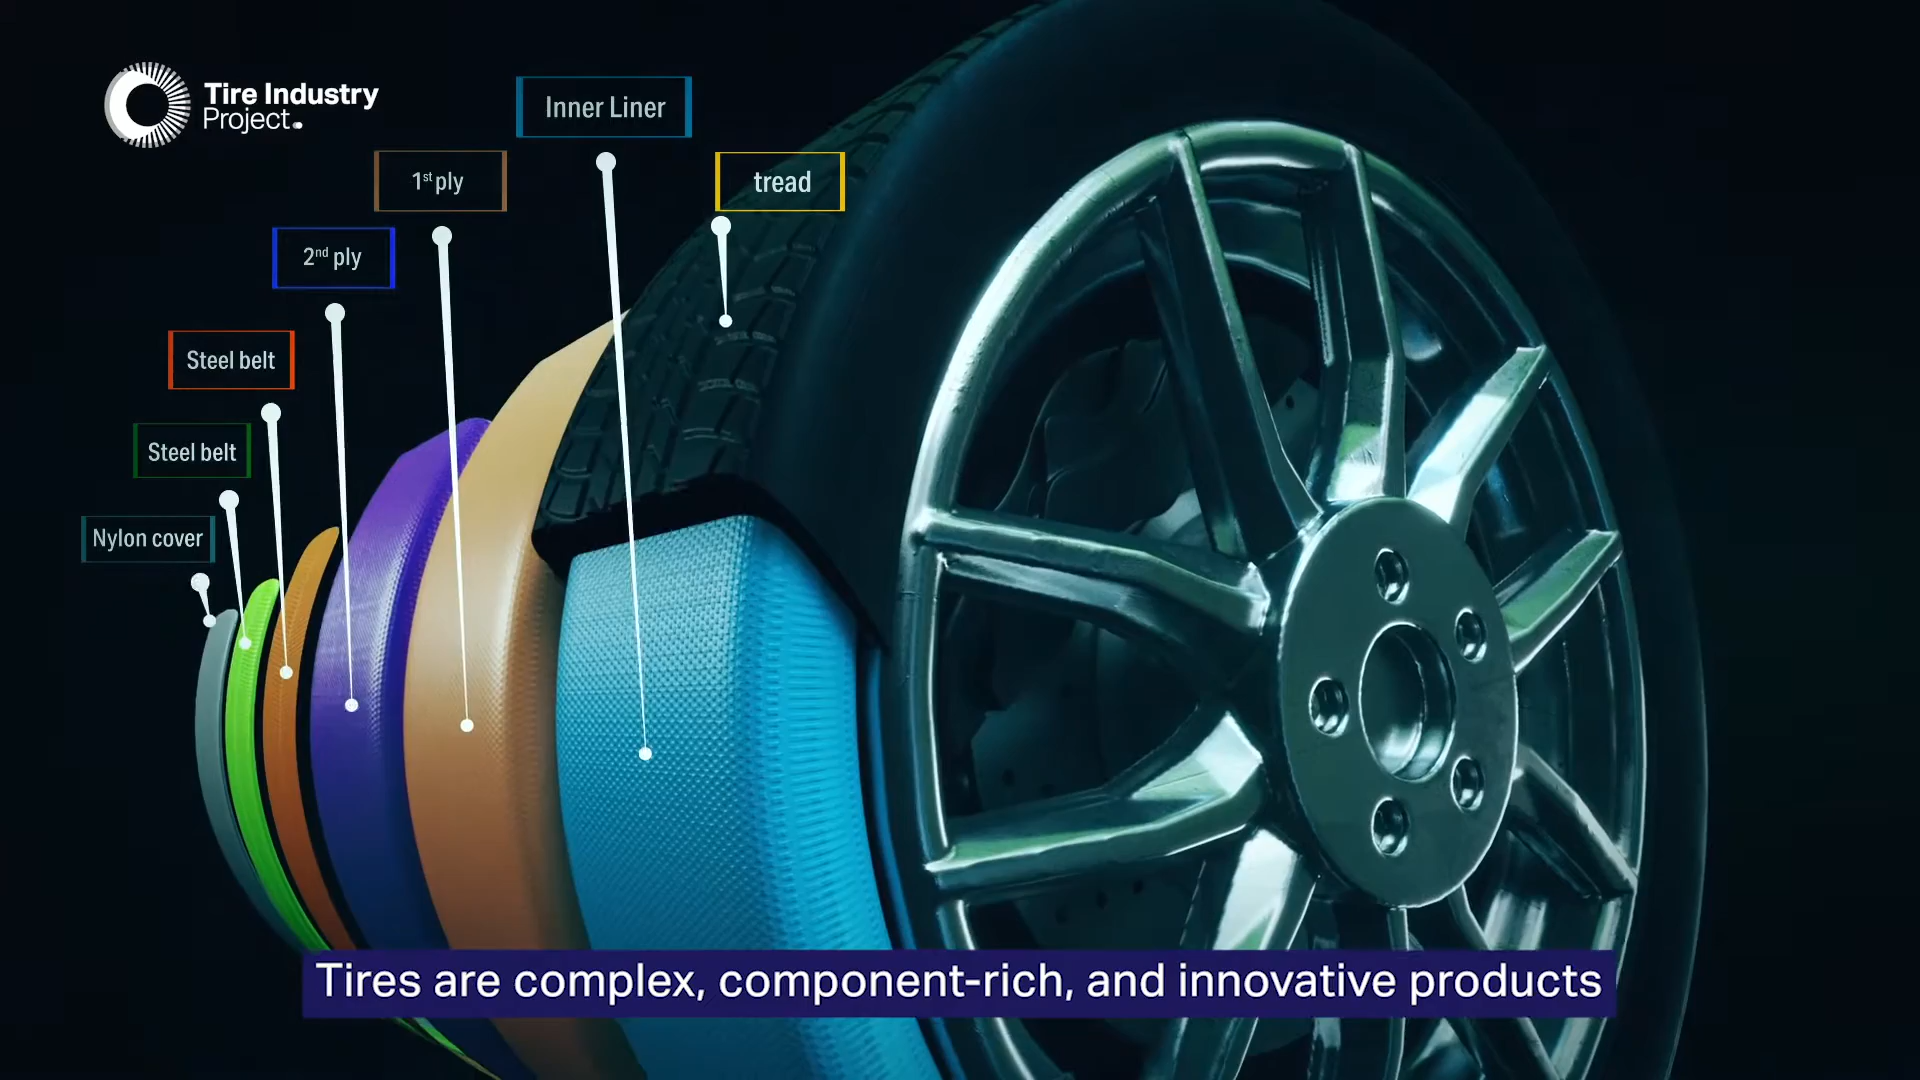 Tire Industry
Project.
Inner Liner
1st ply
tread
2nd ply
Steel belt
Steel belt
Nylon cover
Tires are complex, component-rich, and innovative products